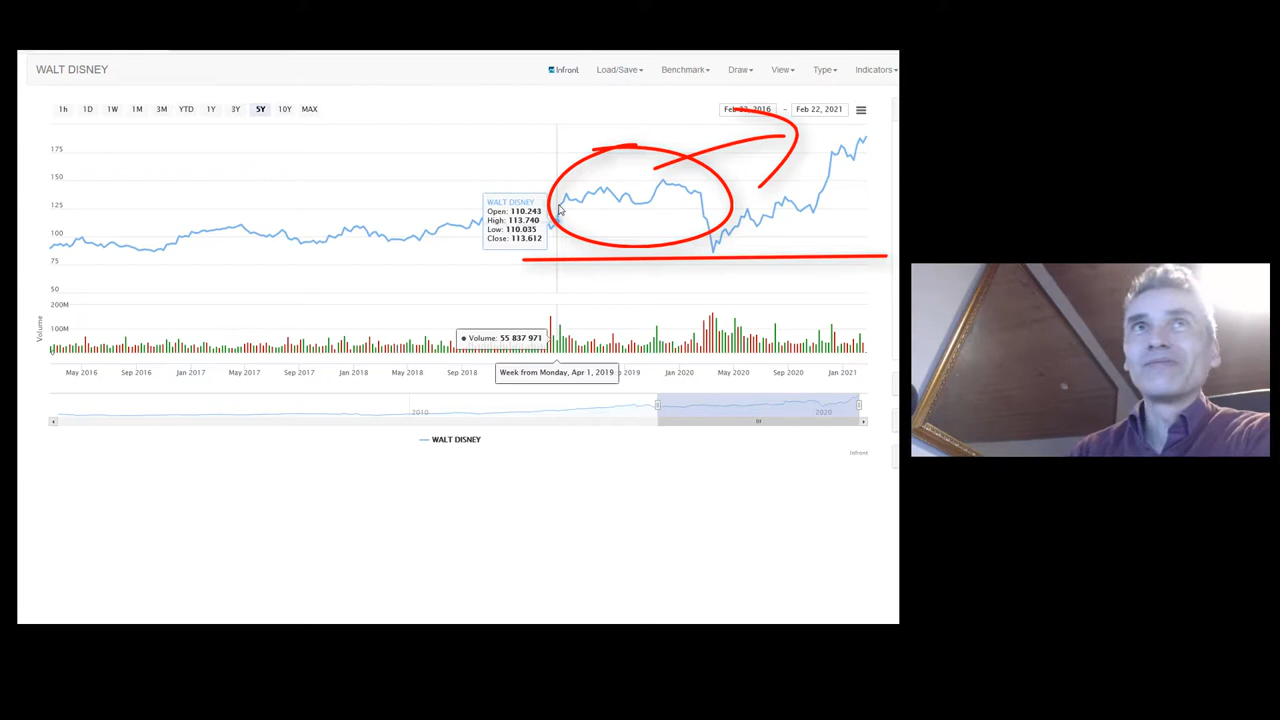 WALT DISNEY
Infront
Load/Save
Benchmark
Draw
View
Type
Indicators
1h 1D 1W 1M 3M YTD 1Y 3Y 5Y 10Y MAX
2016 - Feb 22, 2021
175
150
125
100
75
50
WALT DISNEY
Open: 110.243
High: 113.740
Low: 110.035
Close: 113.612
200M
100M
Volume
Volume: 55 837 971
May 2016 Sep 2016 Jan 2017 May 2017 Sep 2017 Jan 2018 May 2018 Sep 2018 2019 Jan 2020 May 2020 Sep 2020 Jan 2021
Week from Monday, Apr 1, 2019
2010 2020
WALT DISNEY
Infront